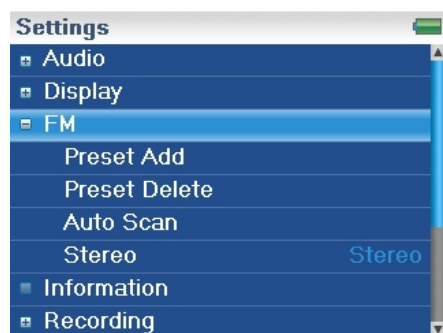 Settings
Audio
Display
FM
Preset Add
Preset Delete
Auto Scan
Stereo Stereo
Information
Recording